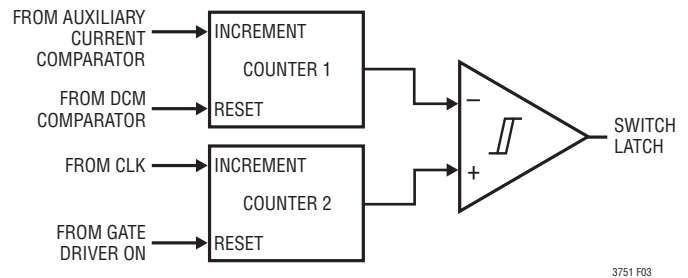 FROM AUXILIARY
CURRENT
COMPARATOR
INCREMENT
COUNTER 1
FROM DCM
COMPARATOR
RESET
FROM CLK
INCREMENT
COUNTER 2
FROM GATE
DRIVER ON
RESET
–
+
SWITCH
LATCH
3751 F03